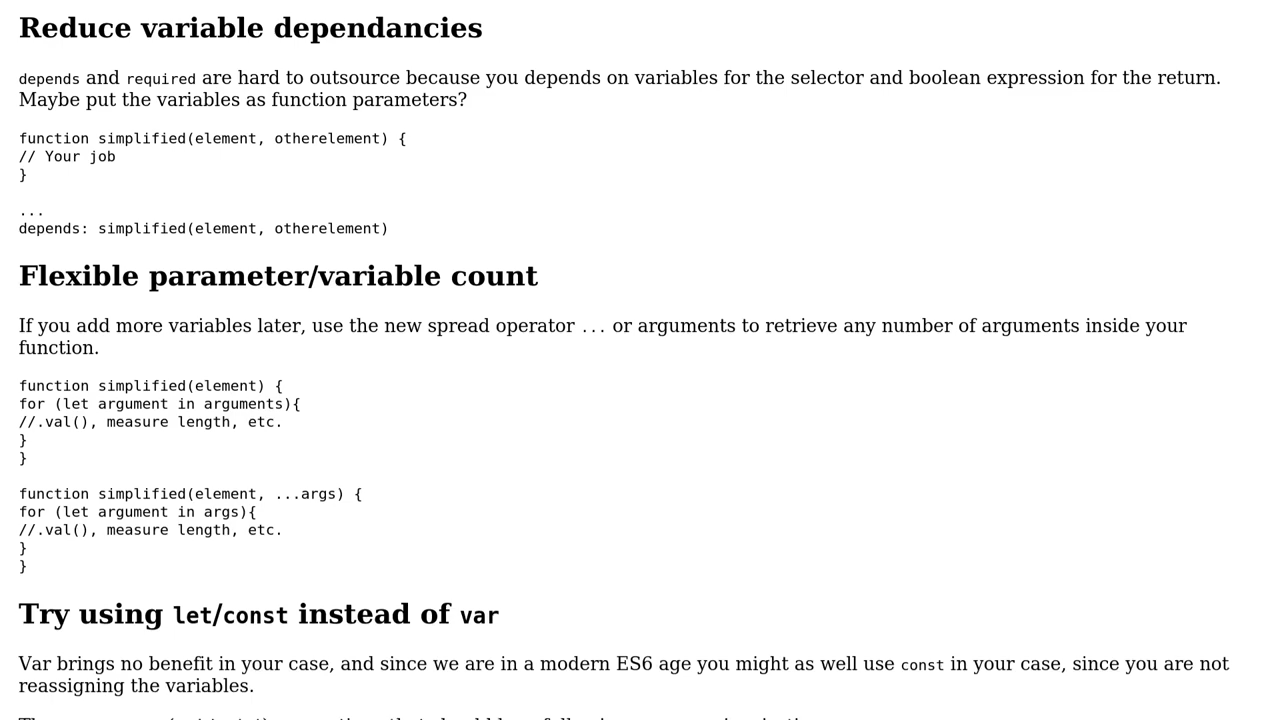 Reduce variable dependancies
depends and required are hard to outsource because you depends on variables for the selector and boolean expression for the return.
Maybe put the variables as function parameters?
function simplified(element, otherelement) {
// Your job
}
...
depends: simplified(element, otherelement)
Flexible parameter/variable count
If you add more variables later, use the new spread operator ... or arguments to retrieve any number of arguments inside your
function.
function simplified(element) {
for (let argument in arguments){
//.val(), measure length, etc.
}
}
function simplified(element, ...args) {
for (let argument in args){
//.val(), measure length, etc.
}
}
Try using let/const instead of var
Var brings no benefit in your case, and since we are in a modern ES6 age you might as well use const in your case, since you are not
reassigning the variables.